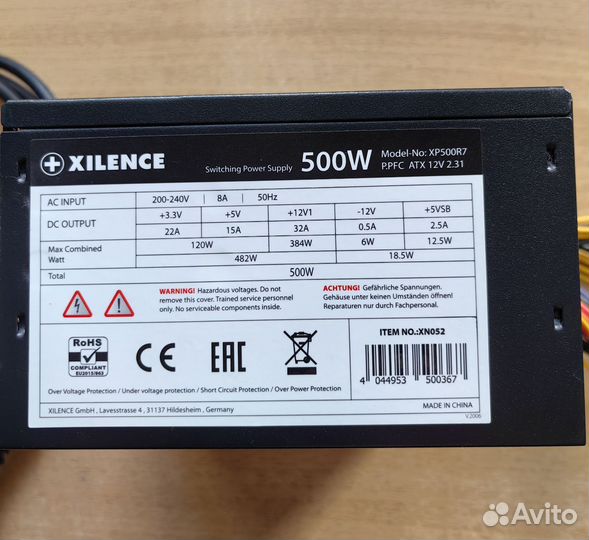 XILENCE Switching Power Supply 500W Model-No: XP500R7
P.PFC ATX 12V 2.31
AC INPUT 200-240V 8A 50Hz
DC OUTPUT +3.3V +5V +12V1 -12V +5VSB
22A 15A 32A 0.5A 2.5A
Max Combined Watt 120W 384W 6W 12.5W
482W 18.5W
Total 500W
WARNING! Hazardous voltages. Do not
remove this cover. Trained service personnel
only. No serviceable components inside.
ACHTUNG! Gefährliche Spannungen.
Gehäuse unter keinen Umständen öffnen.
Reparaturen nur durch Fachpersonal.
RoHS
COMPLIANT
EU2015/863
CE
EAC
ITEM NO.:XN052
4 044953 500367
Over Voltage Protection / Under voltage protection / Short Circuit Protection / Over Power Protection
XILENCE GmbH , Lavesstrasse 4 , 31137 Hildesheim , Germany
MADE IN CHINA
V.2006
Avito